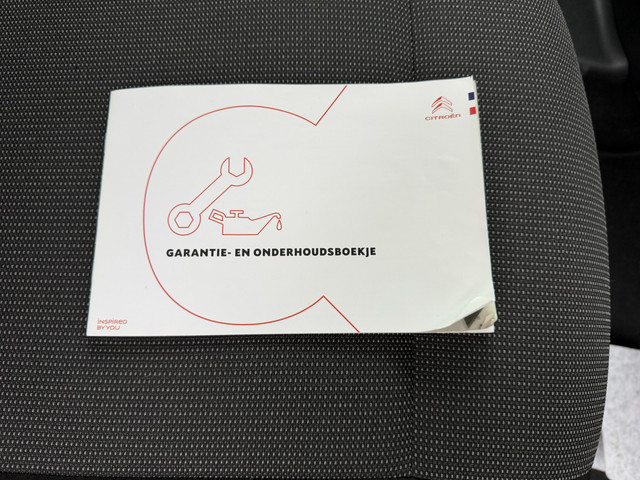 CITROËN
GARANTIE- EN ONDERHOUDSBOEKJE
INSPIRED
BY YOU